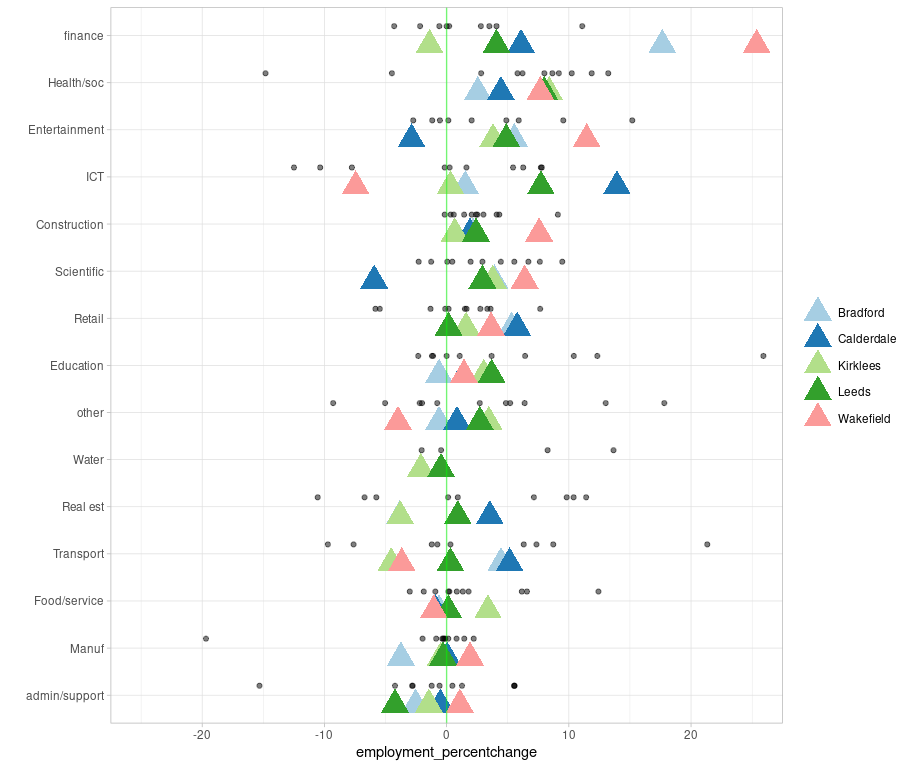 finance
Health/soc
Entertainment
ICT
Construction
Scientific
Retail
Education
other
Water
Real est
Transport
Food/service
Manuf
admin/support
-20 -10 0 10 20
employment_percentchange
Bradford
Calderdale
Kirklees
Leeds
Wakefield